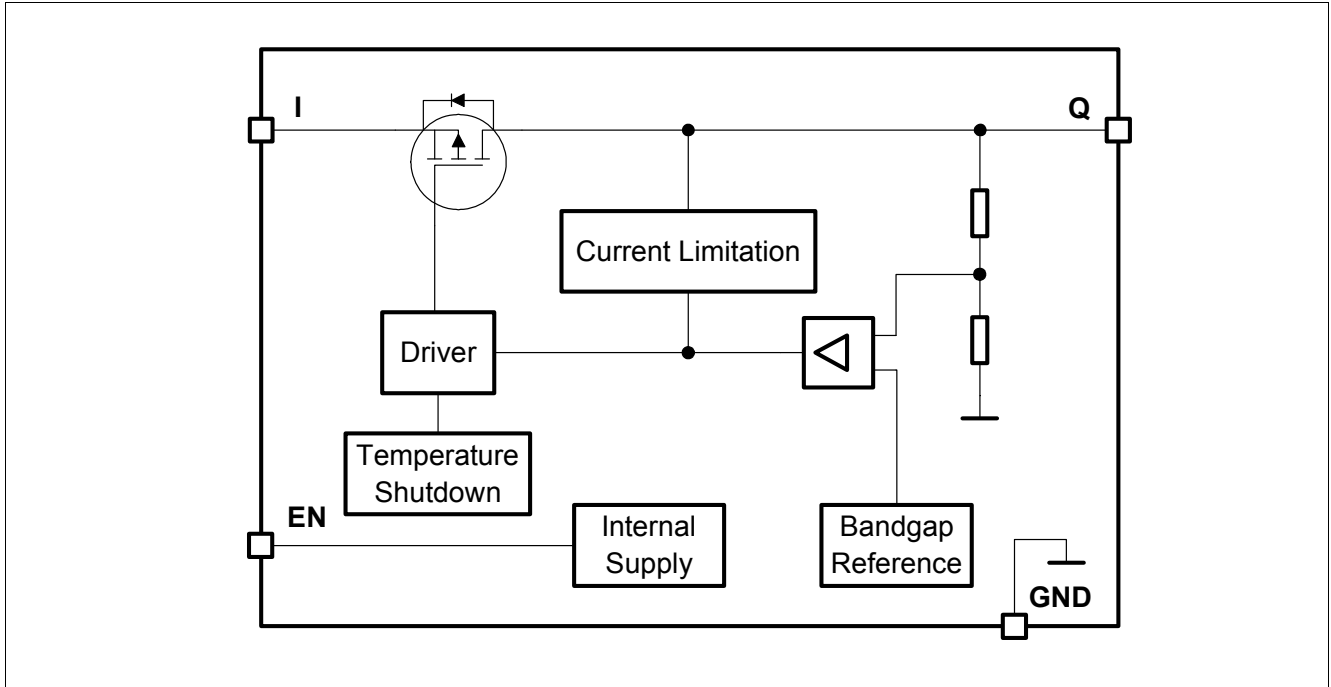 I
Q
Current Limitation
Driver
Temperature
Shutdown
EN
Internal
Supply
Bandgap
Reference
GND